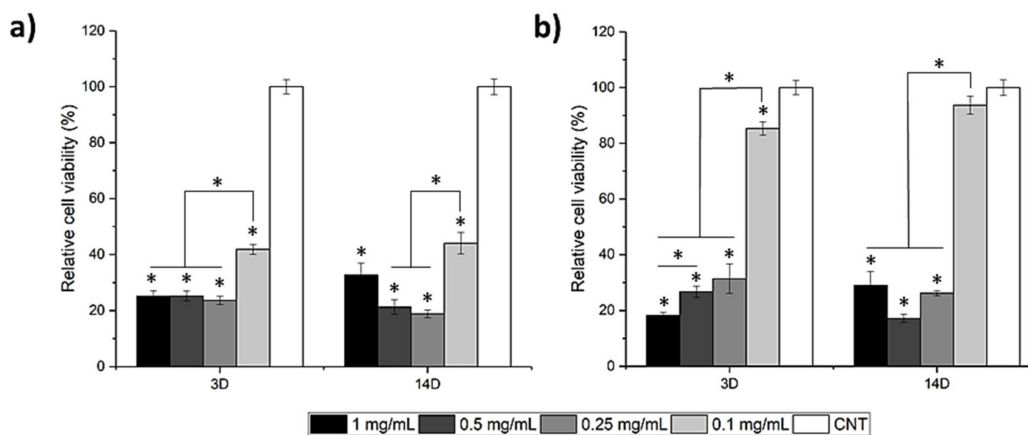 a)
Relative cell viability (%)
120
100
80
60
40
20
0
* * * * *
* * * * *
3D 14D
b)
Relative cell viability (%)
120
100
80
60
40
20
0
* * * * * * *
* * * *
3D 14D
1 mg/mL 0.5 mg/mL 0.25 mg/mL 0.1 mg/mL CNT